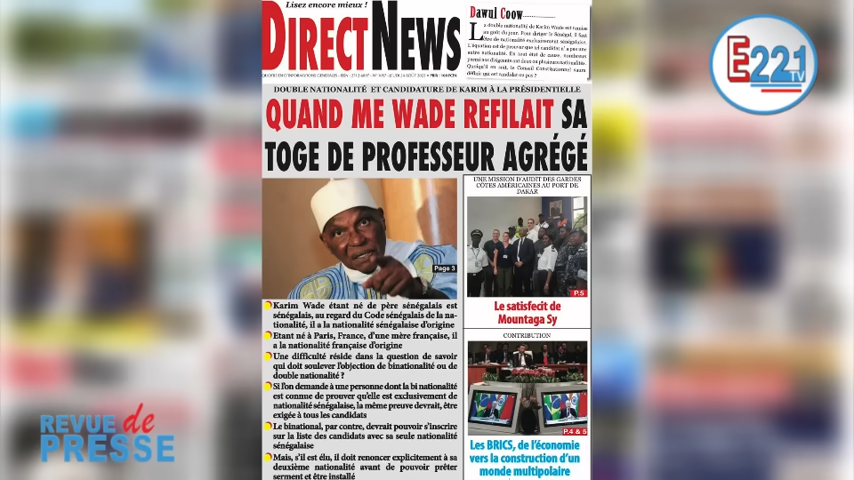 Lisez encore mieux !
DIRECT NEWS
Dawul Coow
E221
TV
DOUBLE NATIONALITÉ ET CANDIDATURE DE KARIM À LA PRÉSIDENTIELLE
QUAND ME WADE REFILAIT SA
TOGE DE PROFESSEUR AGRÉGÉ
Page 3
Karim Wade étant né de père sénégalais est
sénégalais, au regard du Code sénégalais de la na-
tionalité, il a la nationalité sénégalaise d'origine
Etant né à Paris, France, d'une mère française, il
a la nationalité française d'origine
Une difficulté réside dans la question de savoir
qui doit soulever l'objection de binationalité ou de
double nationalité ?
Si l'on demande à une personne dont la bi nationalité
est connue de prouver qu'elle est exclusivement de
nationalité sénégalaise, la même preuve devrait, être
exigée à tous les candidats
Le binational, par contre, devrait pouvoir s'inscrire
sur la liste des candidats avec sa seule nationalité
sénégalaise
Mais, s'il est élu, il doit renoncer explicitement à sa
deuxième nationalité avant de pouvoir prêter
serment et être installé
UNE MISSION D'AUDIT DES GARDES
CÔTES AMÉRICAINES AU PORT DE
DAKAR
P.5
Le satisfecit de
Mountaga Sy
CONTRIBUTION
P.4 & 5
Les BRICS, de l'économie
vers la construction d'un
monde multipolaire
REVUE de
PRESSE